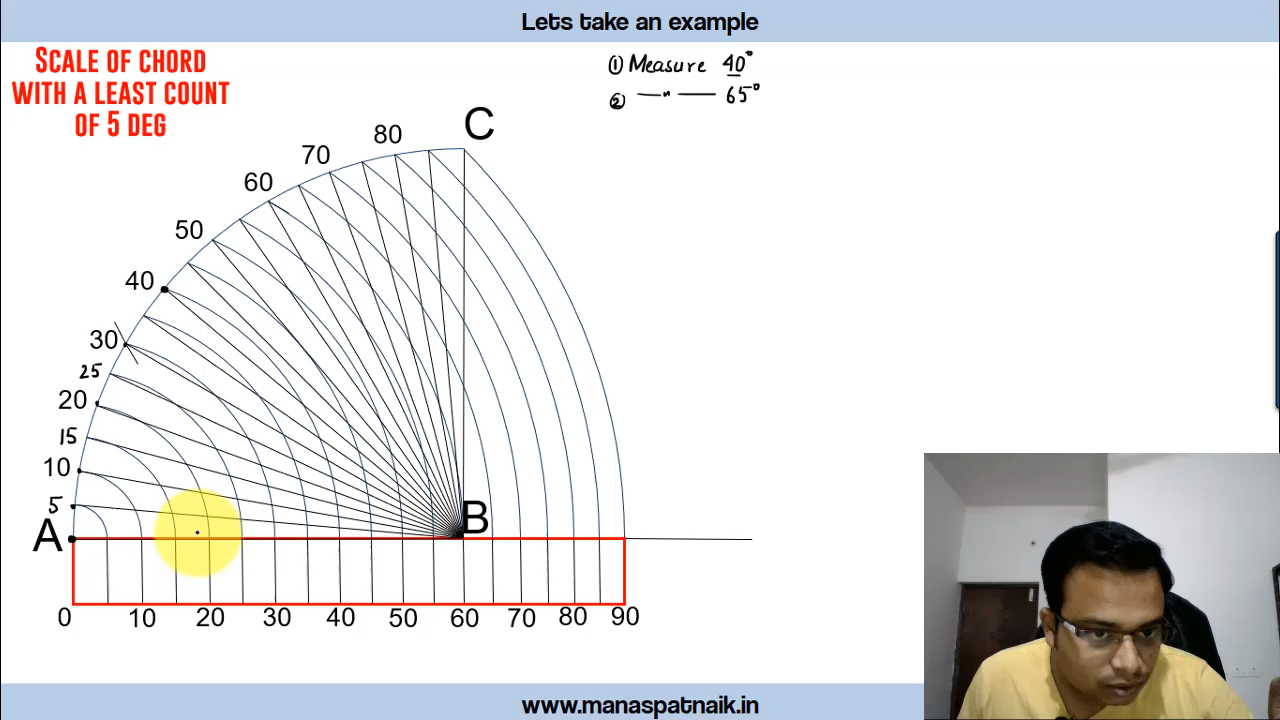 Lets take an example
SCALE OF CHORD
WITH A LEAST COUNT
OF 5 DEG
① Measure 40°
② —"— 65°
C
80
70
60
50
40
30
25
20
15
10
5
A
B
0 10 20 30 40 50 60 70 80 90
www.manaspatnaik.in